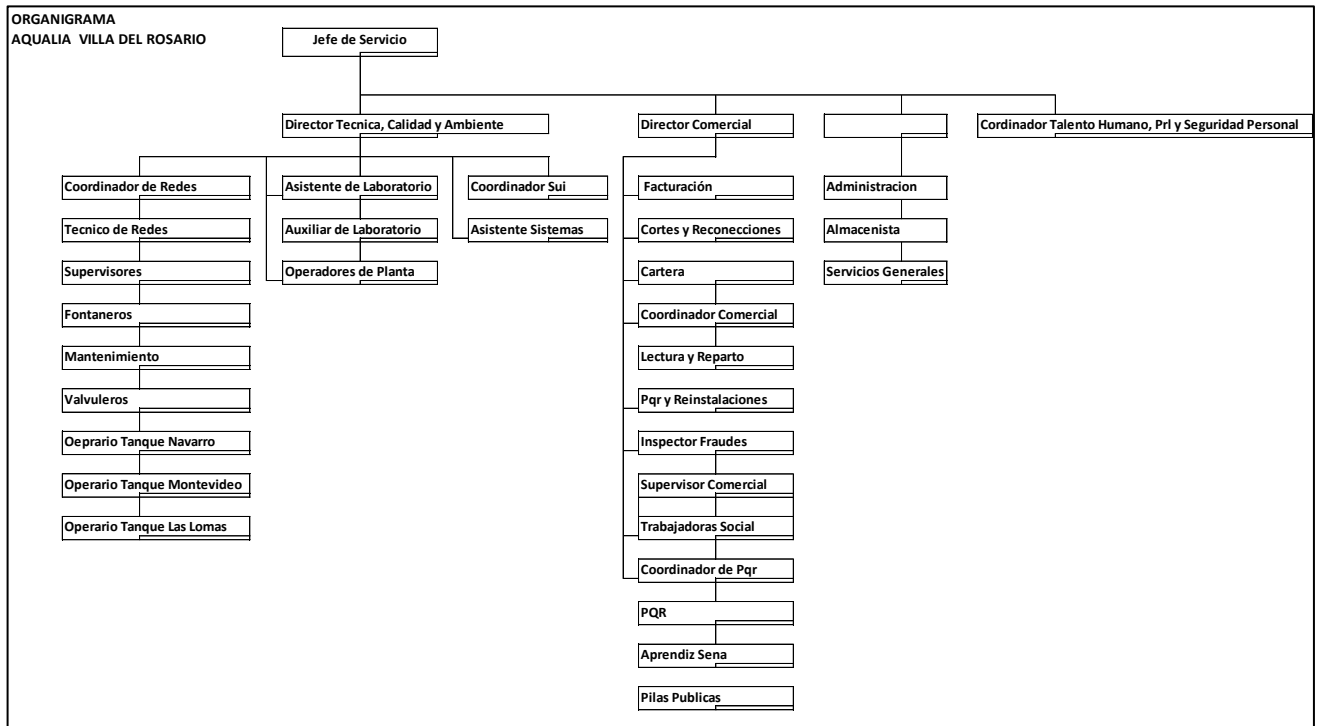 ORGANIGRAMA
AQUALIA VILLA DEL ROSARIO
Jefe de Servicio
Director Tecnica, Calidad y Ambiente
Director Comercial
Cordinador Talento Humano, Prl y Seguridad Personal
Coordinador de Redes
Asistente de Laboratorio
Coordinador Sui
Facturación
Administracion
Tecnico de Redes
Auxiliar de Laboratorio
Asistente Sistemas
Cortes y Reconecciones
Almacenista
Supervisores
Operadores de Planta
Cartera
Servicios Generales
Fontaneros
Coordinador Comercial
Mantenimiento
Lectura y Reparto
Valvuleros
Pqr y Reinstalaciones
Oeprario Tanque Navarro
Inspector Fraudes
Operario Tanque Montevideo
Supervisor Comercial
Operario Tanque Las Lomas
Trabajadoras Social
Coordinador de Pqr
PQR
Aprendiz Sena
Pilas Publicas